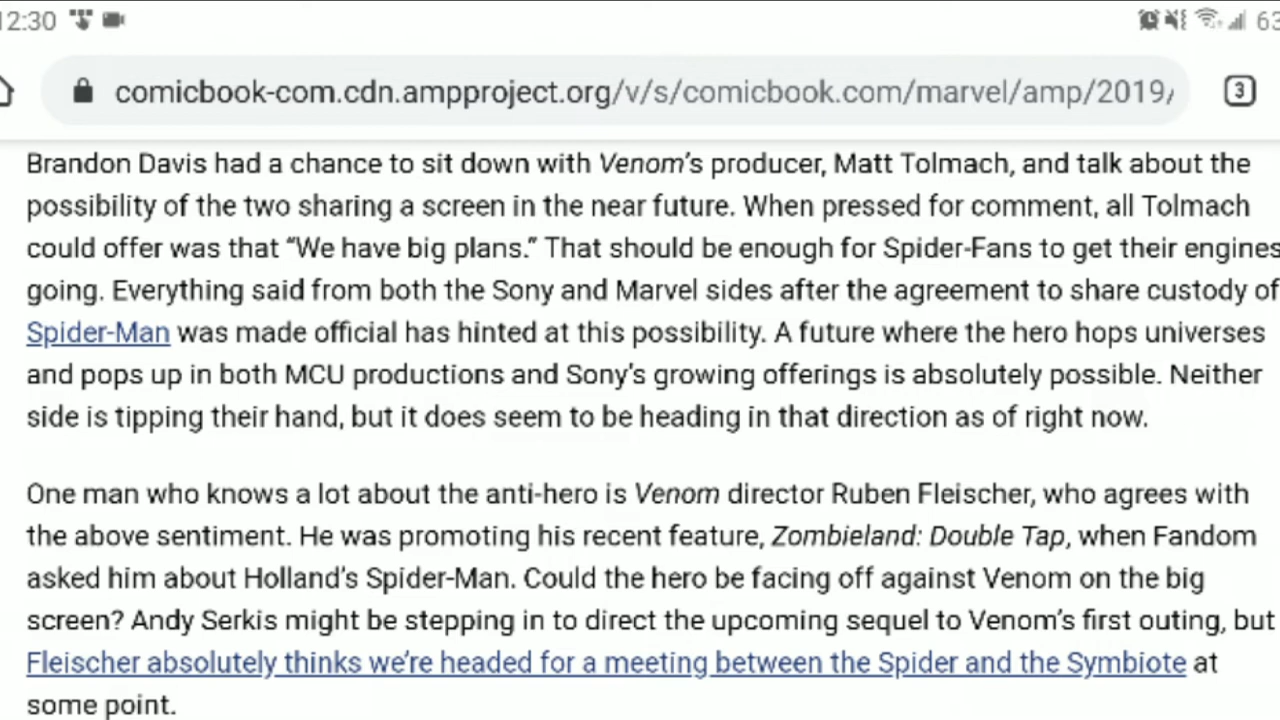 12:30 63
comicbook-com.cdn.ampproject.org/v/s/comicbook.com/marvel/amp/2019/ 3
Brandon Davis had a chance to sit down with Venom's producer, Matt Tolmach, and talk about the
possibility of the two sharing a screen in the near future. When pressed for comment, all Tolmach
could offer was that “We have big plans.” That should be enough for Spider-Fans to get their engines
going. Everything said from both the Sony and Marvel sides after the agreement to share custody of
Spider-Man was made official has hinted at this possibility. A future where the hero hops universes
and pops up in both MCU productions and Sony's growing offerings is absolutely possible. Neither
side is tipping their hand, but it does seem to be heading in that direction as of right now.
One man who knows a lot about the anti-hero is Venom director Ruben Fleischer, who agrees with
the above sentiment. He was promoting his recent feature, Zombieland: Double Tap, when Fandom
asked him about Holland's Spider-Man. Could the hero be facing off against Venom on the big
screen? Andy Serkis might be stepping in to direct the upcoming sequel to Venom's first outing, but
Fleischer absolutely thinks we're headed for a meeting between the Spider and the Symbiote at
some point.